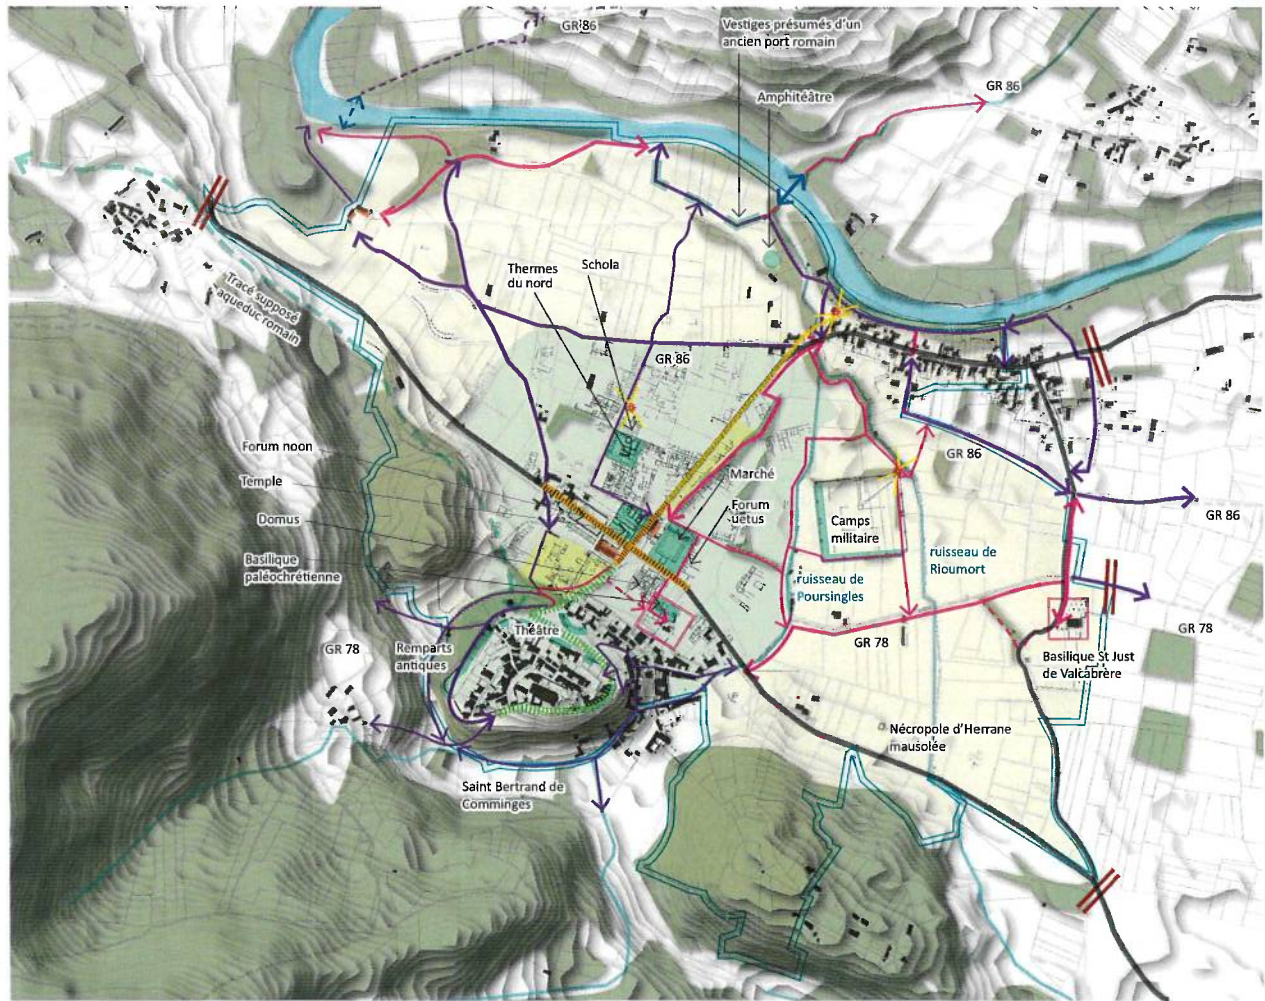 GR 86
Vestiges présumés d'un
ancien port romain
GR 86
Amphitéâtre
Thermes
du nord
Schola
Tracé supposé
aqueduc romain
GR 86
Forum noon
Temple
Domus
Basilique
paléochrétienne
Marché
Forum
uetus
GR 86
GR 86
Camps
militaire
ruisseau de
Rioumort
ruisseau de
Poursingles
Théâtre
Remparts
antiques
GR 78
GR 78
GR 78
Basilique St Just
de Valcabrère
Nécropole d'Herrane
mausolée
Saint Bertrand de
Comminges